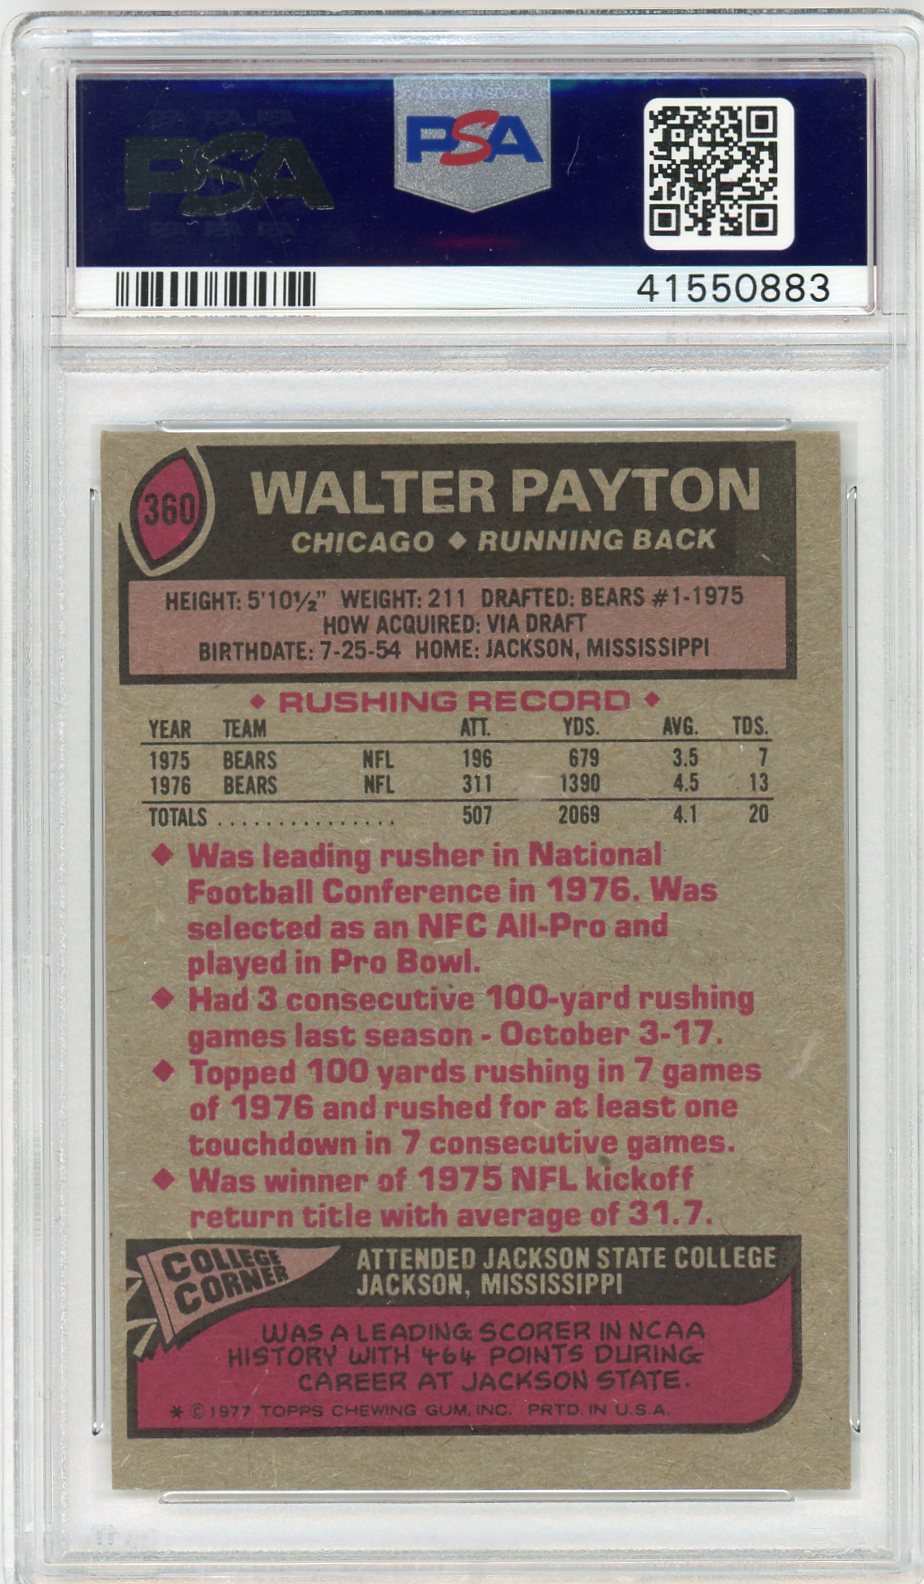 PSA
PSA
41550883
360
WALTER PAYTON
CHICAGO ♦ RUNNING BACK
HEIGHT: 5'10½" WEIGHT: 211 DRAFTED: BEARS #1-1975
HOW ACQUIRED: VIA DRAFT
BIRTHDATE: 7-25-54 HOME: JACKSON, MISSISSIPPI
♦ RUSHING RECORD ♦
YEAR TEAM ATT. YDS. AVG. TDS.
1975 BEARS NFL 196 679 3.5 7
1976 BEARS NFL 311 1390 4.5 13
TOTALS ............... 507 2069 4.1 20
♦ Was leading rusher in National
Football Conference in 1976. Was
selected as an NFC All-Pro and
played in Pro Bowl.
♦ Had 3 consecutive 100-yard rushing
games last season - October 3-17.
♦ Topped 100 yards rushing in 7 games
of 1976 and rushed for at least one
touchdown in 7 consecutive games.
♦ Was winner of 1975 NFL kickoff
return title with average of 31.7.
COLLEGE
CORNER
ATTENDED JACKSON STATE COLLEGE
JACKSON, MISSISSIPPI
WAS A LEADING SCORER IN NCAA
HISTORY WITH 464 POINTS DURING
CAREER AT JACKSON STATE.
* © 1977 TOPPS CHEWING GUM, INC. PRTD. IN U.S.A.